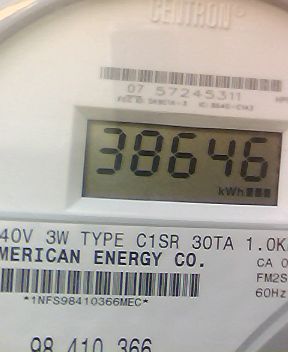 CENTRON®
07 57245311
38646
kWh
40V 3W TYPE C1SR 30TA 1.0K
MERICAN ENERGY CO.
CA 0
FM2S
60Hz
*1NFS98410366MEC*
98 410 366